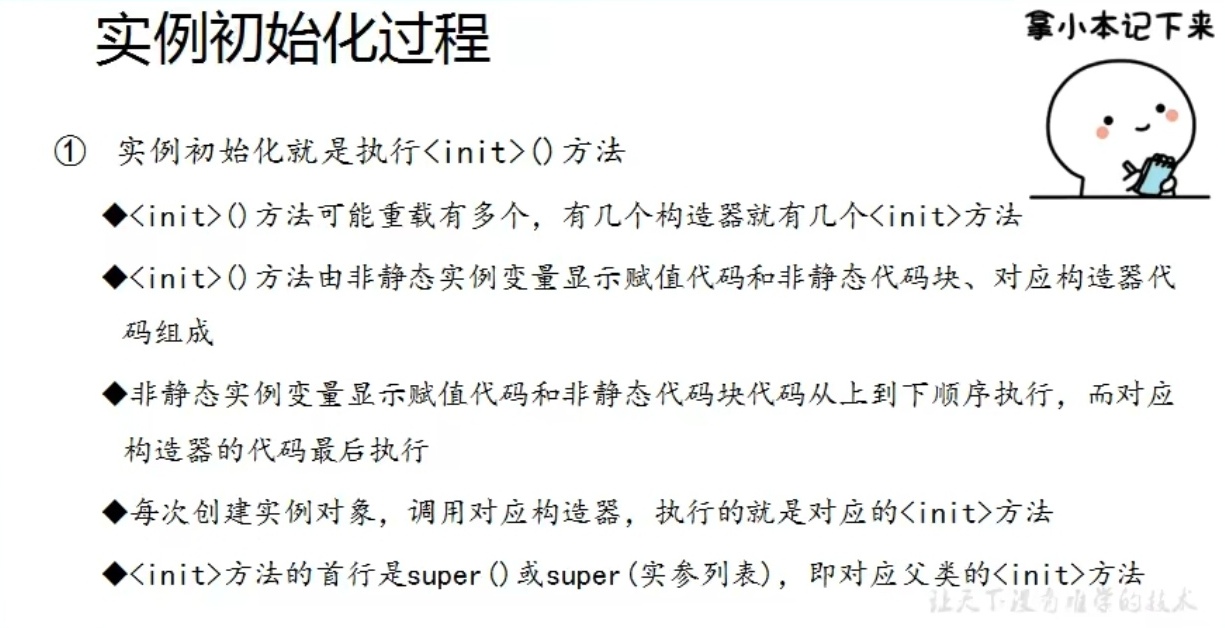 实例初始化过程
拿小本记下来
① 实例初始化就是执行<init>()方法
◆<init>()方法可能重载有多个，有几个构造器就有几个<init>方法
◆<init>()方法由非静态实例变量显示赋值代码和非静态代码块、对应构造器代
码组成
◆非静态实例变量显示赋值代码和非静态代码块代码从上到下顺序执行，而对应
构造器的代码最后执行
◆每次创建实例对象，调用对应构造器，执行的就是对应的<init>方法
◆<init>方法的首行是super()或super(实参列表)，即对应父类的<init>方法
让天下没有难学的技术